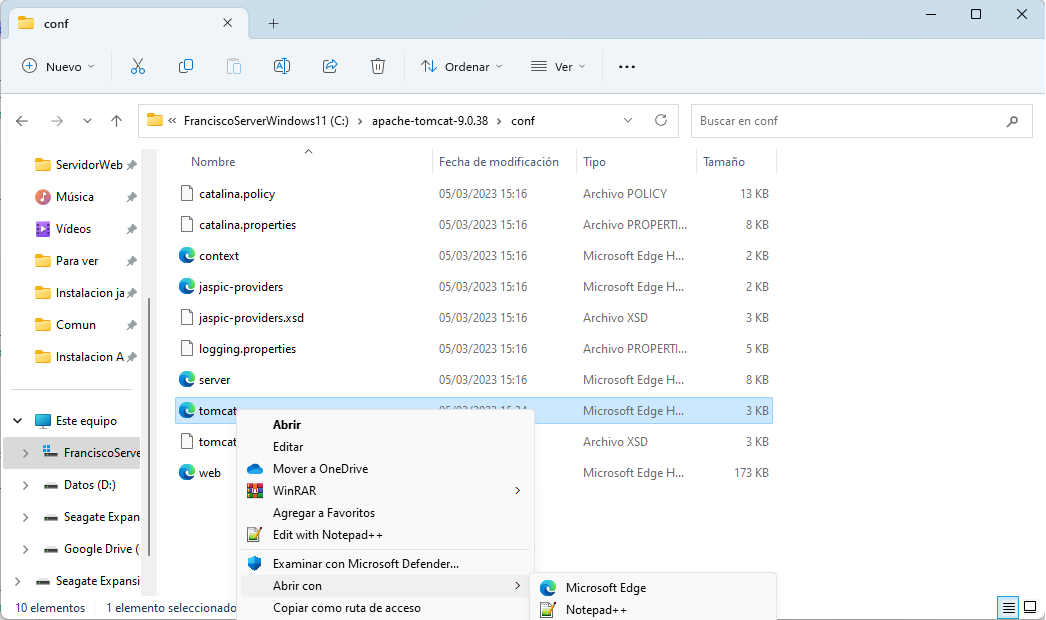 conf
Nuevo
Ordenar
Ver
« FranciscoServerWindows11 (C:) > apache-tomcat-9.0.38 > conf
Buscar en conf
ServidorWeb
Música
Vídeos
Para ver
Instalacion ja
Comun
Instalacion A
Este equipo
FranciscoServe
Datos (D:)
Seagate Expan
Google Drive (
Seagate Expansi
Nombre Fecha de modificación Tipo Tamaño
catalina.policy 05/03/2023 15:16 Archivo POLICY 13 KB
catalina.properties 05/03/2023 15:16 Archivo PROPERTI... 8 KB
context 05/03/2023 15:16 Microsoft Edge H... 2 KB
jaspic-providers 05/03/2023 15:16 Microsoft Edge H... 2 KB
jaspic-providers.xsd 05/03/2023 15:16 Archivo XSD 3 KB
logging.properties 05/03/2023 15:16 Archivo PROPERTI... 5 KB
server 05/03/2023 15:16 Microsoft Edge H... 8 KB
tomcat Microsoft Edge H... 3 KB
tomcat Archivo XSD 3 KB
web Microsoft Edge H... 173 KB
Abrir
Editar
Mover a OneDrive
WinRAR
Agregar a Favoritos
Edit with Notepad++
Examinar con Microsoft Defender...
Abrir con
Copiar como ruta de acceso
Microsoft Edge
Notepad++
10 elementos
1 elemento seleccionado